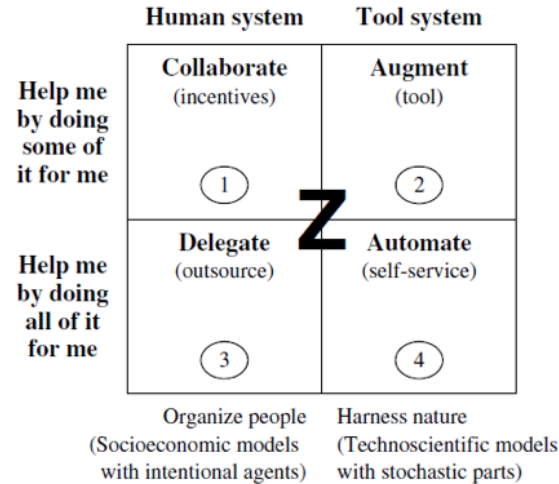 Human system Tool system
Help me
by doing
some of
it for me
Collaborate
(incentives)
1
Augment
(tool)
2
Z
Help me
by doing
all of it
for me
Delegate
(outsource)
3
Automate
(self-service)
4
Organize people
(Socioeconomic models
with intentional agents)
Harness nature
(Technoscientific models
with stochastic parts)